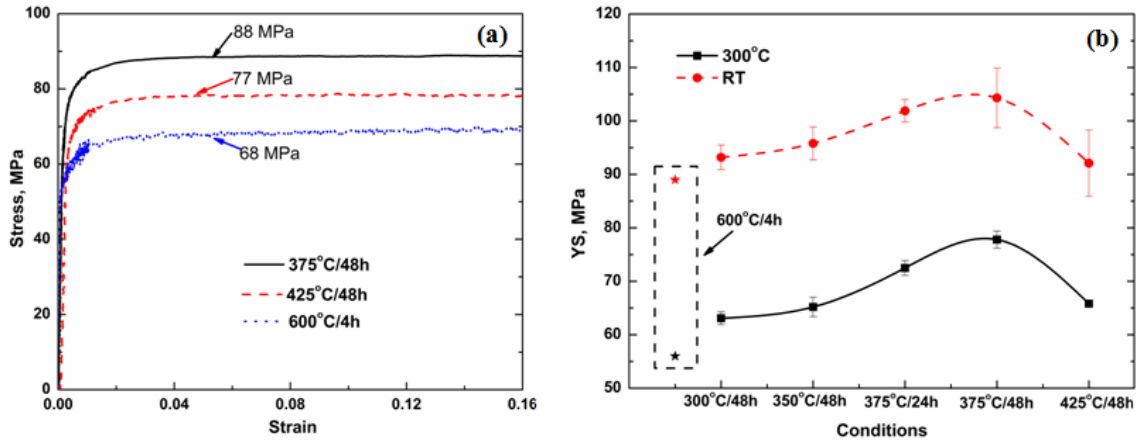 (a)
88 MPa
77 MPa
68 MPa
375°C/48h
425°C/48h
600°C/4h
100
80
60
40
20
0
Stress, MPa
0.00 0.04 0.08 0.12 0.16
Strain
(b)
300°C
RT
600°C/4h
120
110
100
90
80
70
60
50
YS, MPa
300°C/48h 350°C/48h 375°C/24h 375°C/48h 425°C/48h
Conditions